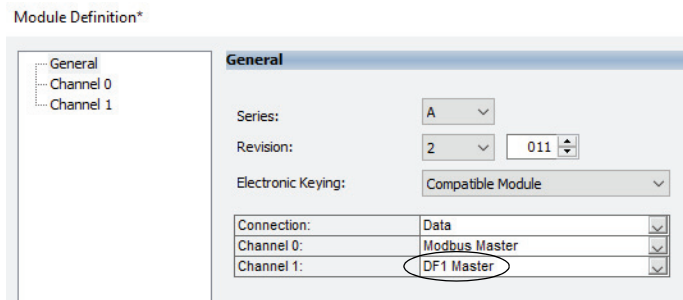 Module Definition*
General
Channel 0
Channel 1
General
Series: A
Revision: 2 011
Electronic Keying: Compatible Module
Connection: Data
Channel 0: Modbus Master
Channel 1: DF1 Master